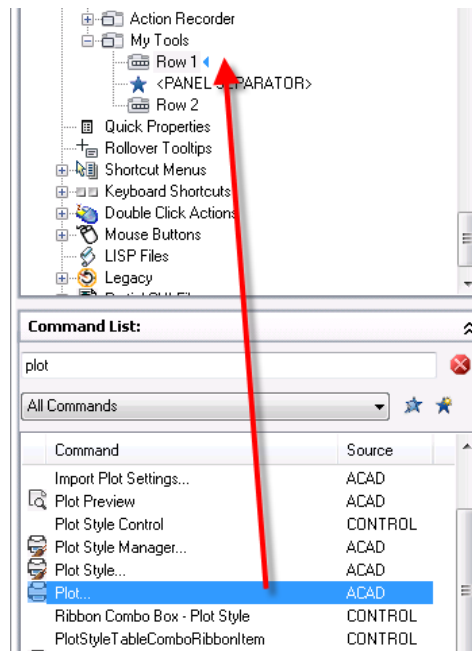 Action Recorder
My Tools
Row 1
<PANEL SEPARATOR>
Row 2
Quick Properties
Rollover Tooltips
Shortcut Menus
Keyboard Shortcuts
Double Click Actions
Mouse Buttons
LISP Files
Legacy
Command List:
plot
All Commands
Command Source
Import Plot Settings... ACAD
Plot Preview ACAD
Plot Style Control CONTROL
Plot Style Manager... ACAD
Plot Style... ACAD
Plot... ACAD
Ribbon Combo Box - Plot Style CONTROL
PlotStyleTableComboRibbonItem CONTROL